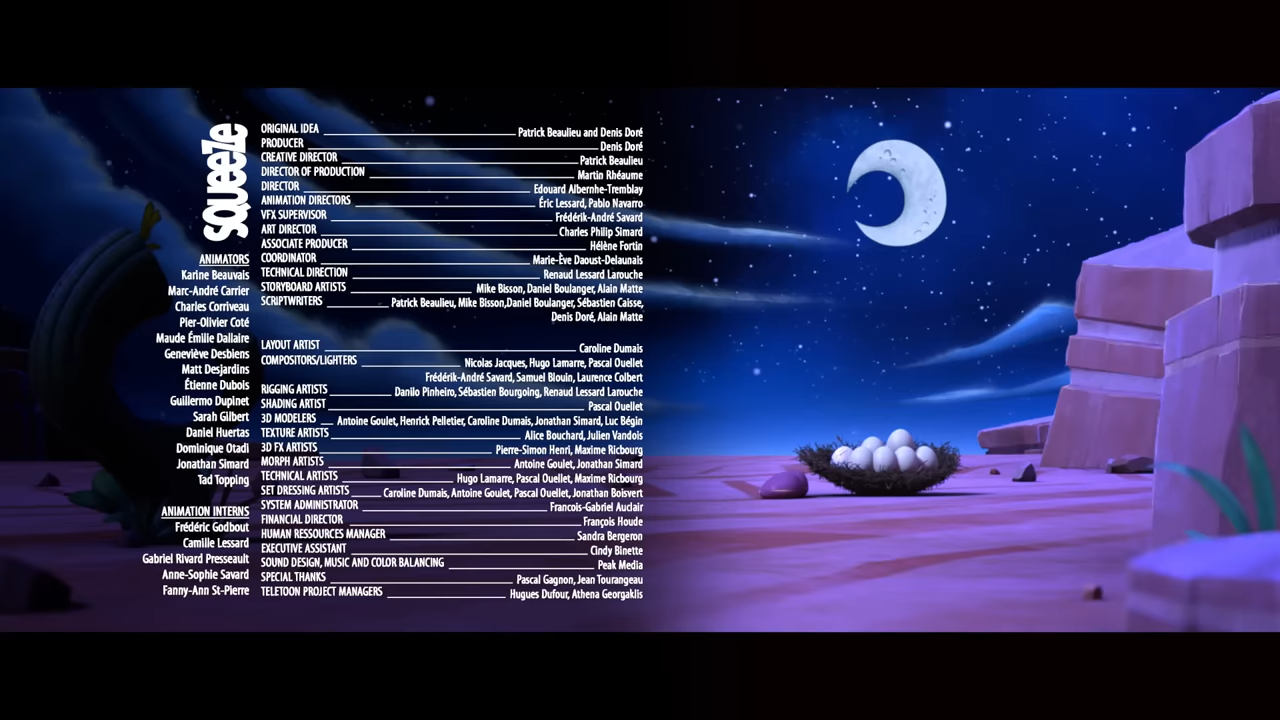 squeeze
ANIMATORS
Karine Beauvais
Marc-André Carrier
Charles Corriveau
Pier-Olivier Coté
Maude Émilie Dallaire
Geneviève Desbiens
Matt Desjardins
Étienne Dubois
Guillermo Dupinet
Sarah Gilbert
Daniel Huertas
Dominique Otadi
Jonathan Simard
Tad Topping
ANIMATION INTERNS
Frédéric Godbout
Camille Lessard
Gabriel Rivard Presseault
Anne-Sophie Savard
Fanny-Ann St-Pierre
ORIGINAL IDEA Patrick Beaulieu and Denis Doré
PRODUCER Denis Doré
CREATIVE DIRECTOR Patrick Beaulieu
DIRECTOR OF PRODUCTION Martin Rhéaume
DIRECTOR Edouard Albernhe-Tremblay
ANIMATION DIRECTORS Éric Lessard, Pablo Navarro
VFX SUPERVISOR Frédérik-André Savard
ART DIRECTOR Charles Philip Simard
ASSOCIATE PRODUCER Hélène Fortin
COORDINATOR Marie-Ève Daoust-Delaunais
TECHNICAL DIRECTION Renaud Lessard Larouche
STORYBOARD ARTISTS Mike Bisson, Daniel Boulanger, Alain Matte
SCRIPTWRITERS Patrick Beaulieu, Mike Bisson,Daniel Boulanger, Sébastien Caisse,
Denis Doré, Alain Matte
LAYOUT ARTIST Caroline Dumais
COMPOSITORS/LIGHTERS Nicolas Jacques, Hugo Lamarre, Pascal Ouellet
Frédérik-André Savard, Samuel Blouin, Laurence Colbert
RIGGING ARTISTS Danilo Pinheiro, Sébastien Bourgoing, Renaud Lessard Larouche
SHADING ARTIST Pascal Ouellet
3D MODELERS Antoine Goulet, Henrick Pelletier, Caroline Dumais, Jonathan Simard, Luc Bégin
TEXTURE ARTISTS Alice Bouchard, Julien Vandois
3D FX ARTISTS Pierre-Simon Henri, Maxime Ricbourg
MORPH ARTISTS Antoine Goulet, Jonathan Simard
TECHNICAL ARTISTS Hugo Lamarre, Pascal Ouellet, Maxime Ricbourg
SET DRESSING ARTISTS Caroline Dumais, Antoine Goulet, Pascal Ouellet, Jonathan Boisvert
SYSTEM ADMINISTRATOR Francois-Gabriel Auclair
FINANCIAL DIRECTOR François Houde
HUMAN RESSOURCES MANAGER Sandra Bergeron
EXECUTIVE ASSISTANT Cindy Binette
SOUND DESIGN, MUSIC AND COLOR BALANCING Peak Media
SPECIAL THANKS Pascal Gagnon, Jean Tourangeau
TELETOON PROJECT MANAGERS Hugues Dufour, Athena Georgaklis